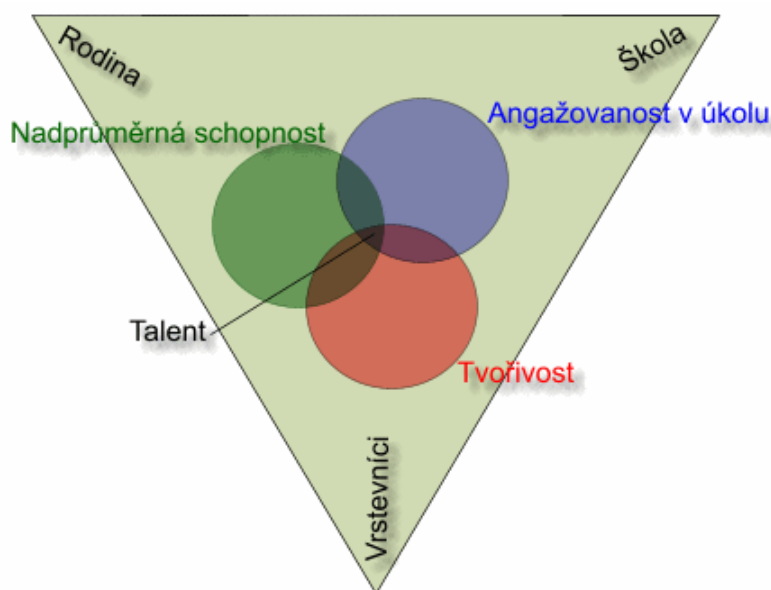 Rodina
Škola
Angažovanost v úkolu
Nadprůměrná schopnost
Talent
Tvořivost
Vrstevníci